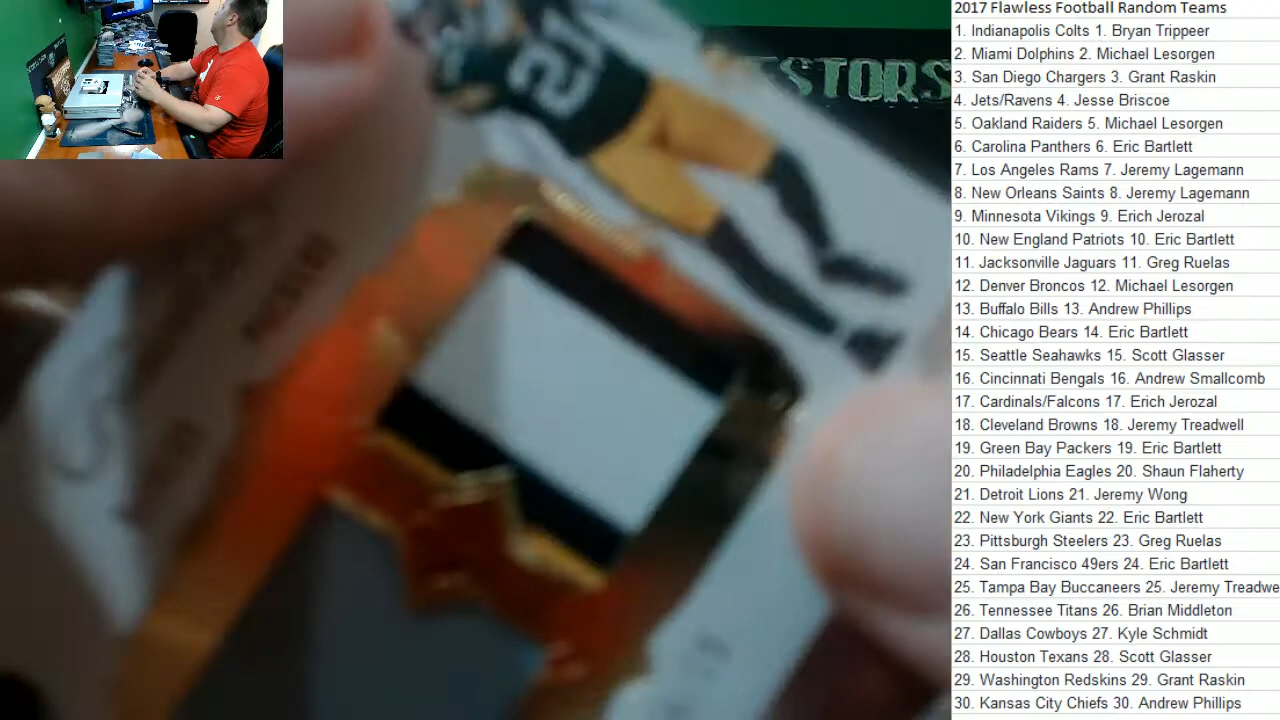 2017 Flawless Football Random Teams
1. Indianapolis Colts 1. Bryan Trippeer
2. Miami Dolphins 2. Michael Lesorgen
3. San Diego Chargers 3. Grant Raskin
4. Jets/Ravens 4. Jesse Briscoe
5. Oakland Raiders 5. Michael Lesorgen
6. Carolina Panthers 6. Eric Bartlett
7. Los Angeles Rams 7. Jeremy Lagemann
8. New Orleans Saints 8. Jeremy Lagemann
9. Minnesota Vikings 9. Erich Jerozal
10. New England Patriots 10. Eric Bartlett
11. Jacksonville Jaguars 11. Greg Ruelas
12. Denver Broncos 12. Michael Lesorgen
13. Buffalo Bills 13. Andrew Phillips
14. Chicago Bears 14. Eric Bartlett
15. Seattle Seahawks 15. Scott Glasser
16. Cincinnati Bengals 16. Andrew Smallcomb
17. Cardinals/Falcons 17. Erich Jerozal
18. Cleveland Browns 18. Jeremy Treadwell
19. Green Bay Packers 19. Eric Bartlett
20. Philadelphia Eagles 20. Shaun Flaherty
21. Detroit Lions 21. Jeremy Wong
22. New York Giants 22. Eric Bartlett
23. Pittsburgh Steelers 23. Greg Ruelas
24. San Francisco 49ers 24. Eric Bartlett
25. Tampa Bay Buccaneers 25. Jeremy Treadwe
26. Tennessee Titans 26. Brian Middleton
27. Dallas Cowboys 27. Kyle Schmidt
28. Houston Texans 28. Scott Glasser
29. Washington Redskins 29. Grant Raskin
30. Kansas City Chiefs 30. Andrew Phillips
STORS
21